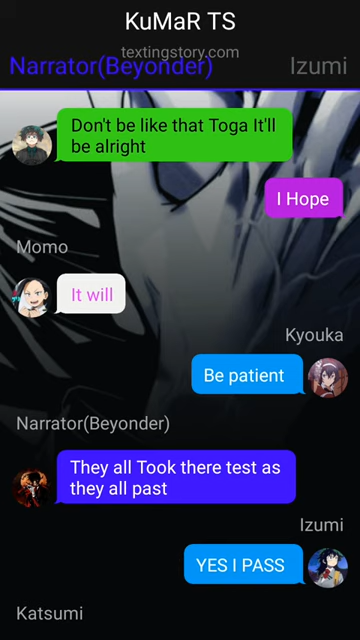 KuMaR TS
textingstory.com
Narrator(Beyonder)
Izumi
Don't be like that Toga It'll
be alright
I Hope
Momo
It will
Kyouka
Be patient
Narrator(Beyonder)
They all Took there test as
they all past
Izumi
YES I PASS
Katsumi